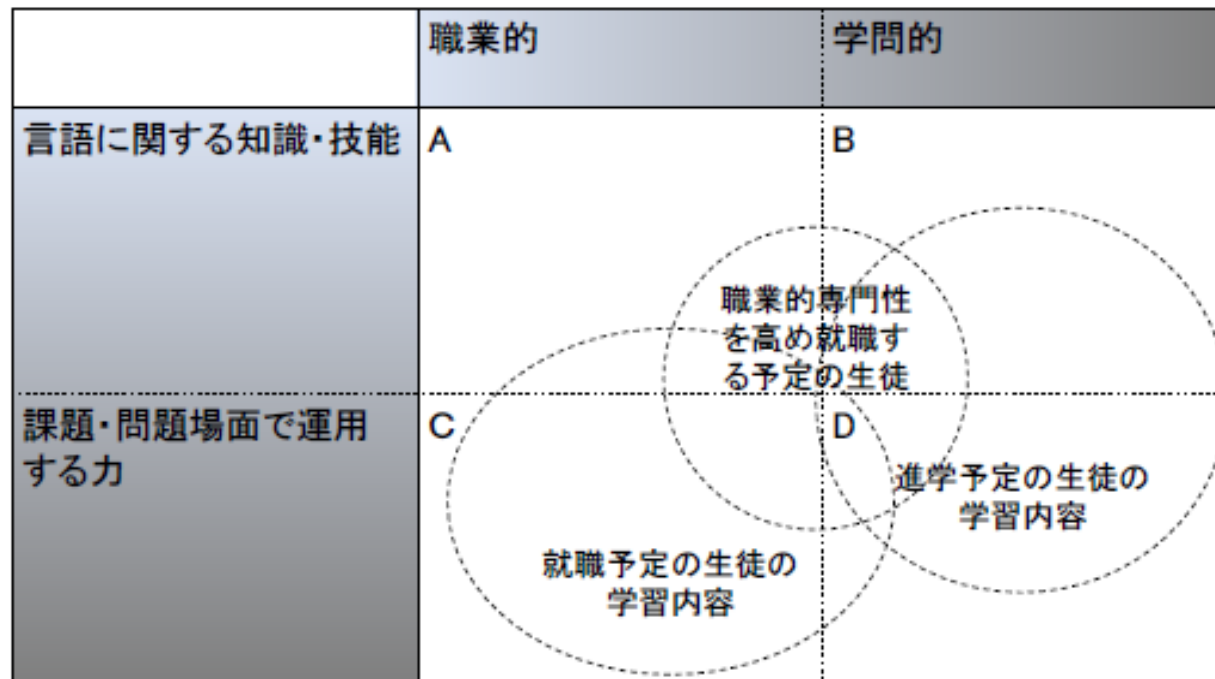 職業的
学問的
言語に関する知識・技能
A
B
職業的専門性
を高め就職す
る予定の生徒
課題・問題場面で運用
する力
C
D
進学予定の生徒の
学習内容
就職予定の生徒の
学習内容